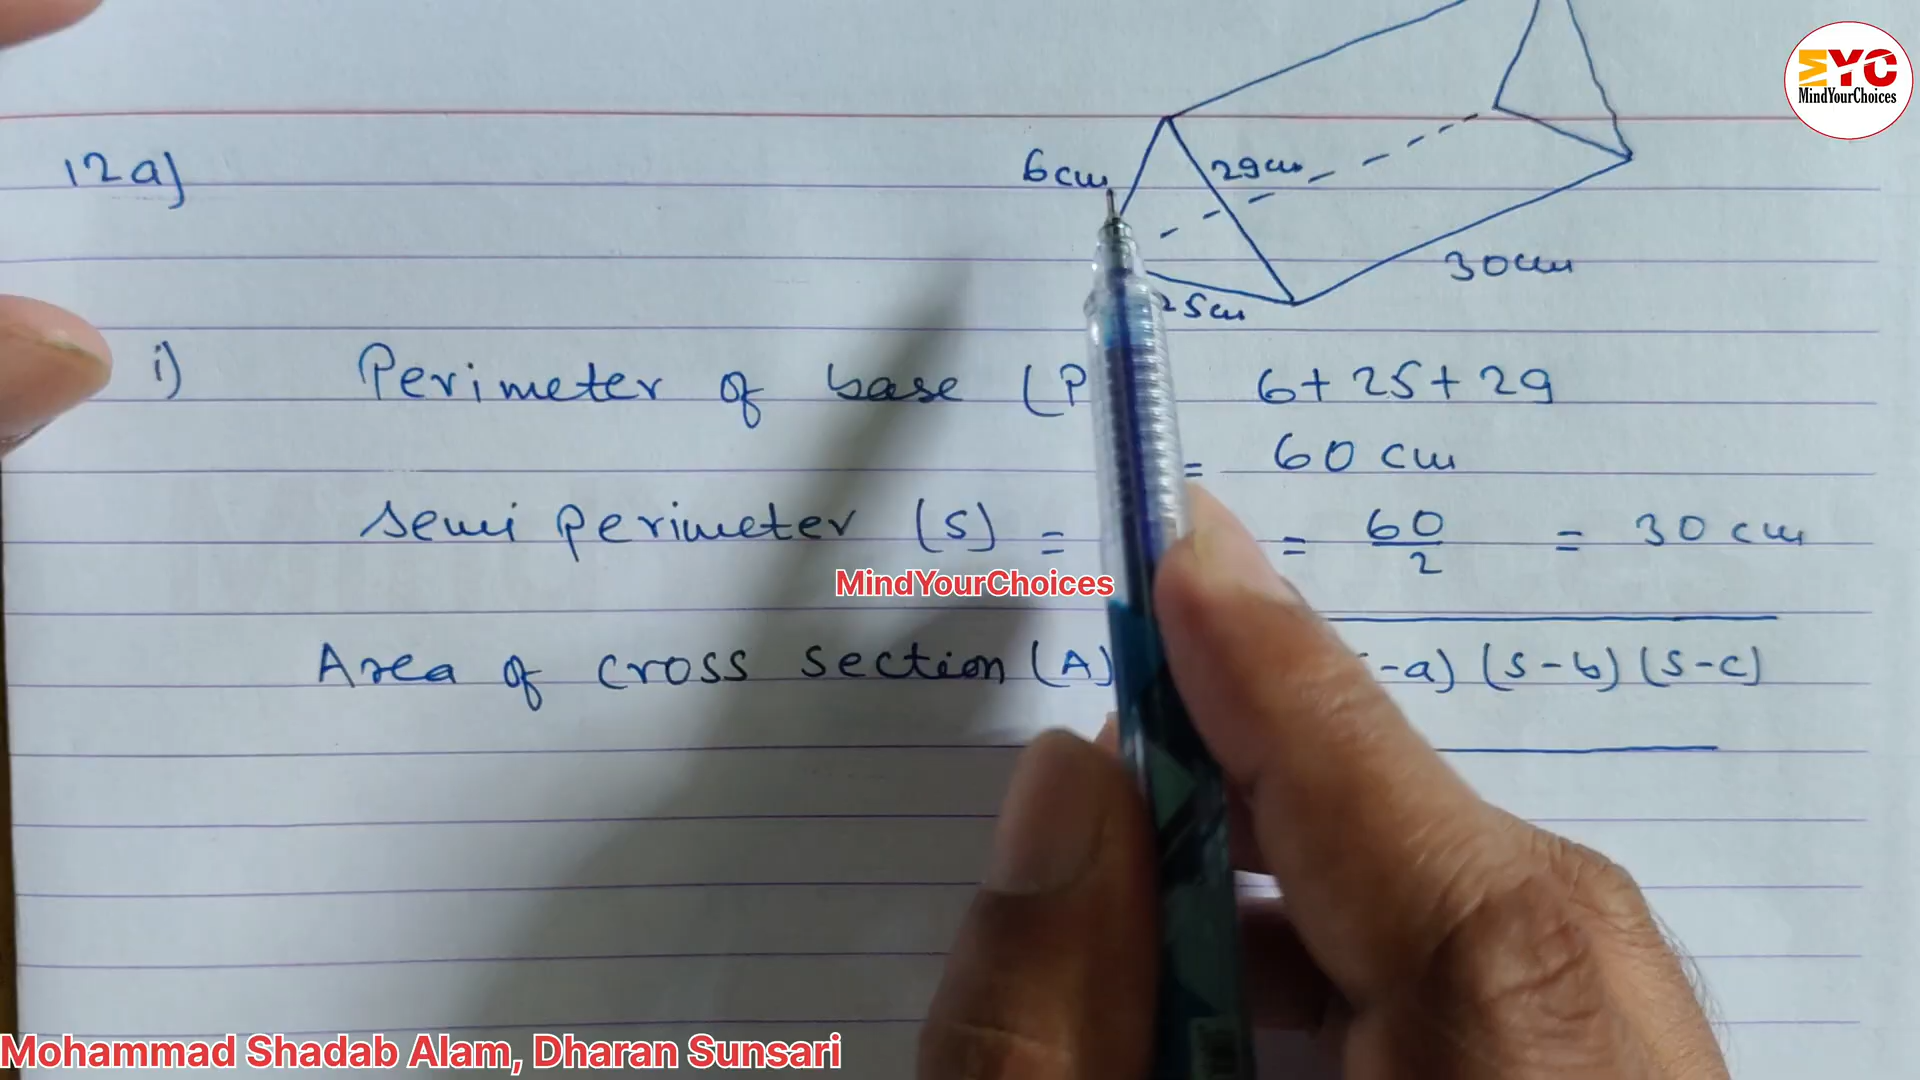 MYC
MindYourChoices
12a)
6cm
29cm
30cm
25cm
i) Perimeter of base (P 6+25+29
= 60 cm
Semi perimeter (S) = = 60/2 = 30 cm
MindYourChoices
Area of cross section (A) -a) (s-b) (s-c)
Mohammad Shadab Alam, Dharan Sunsari